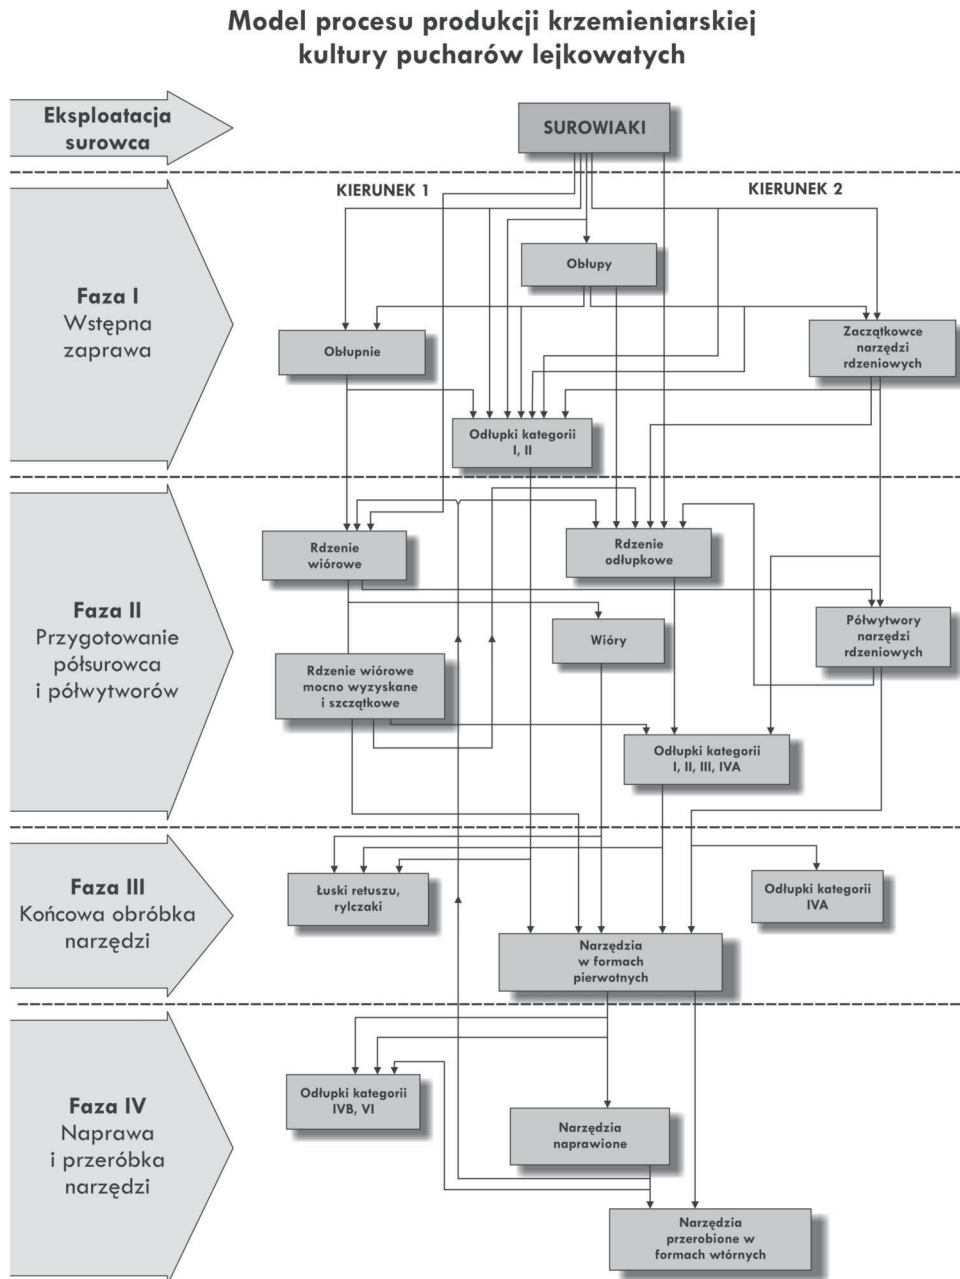 Model procesu produkcji krzemieniarskiej
kultury pucharów lejkowatych
Eksploatacja
surowca
SUROWIAKI
KIERUNEK 1
KIERUNEK 2
Faza I
Wstępna
zaprawa
Obłupy
Obłupnie
Zaczątkowce
narzędzi
rdzeniowych
Odłupki kategorii
I, II
Faza II
Przygotowanie
półsurowca
i półwytworów
Rdzenie
wiórowe
Rdzenie
odłupkowe
Wióry
Półwytwory
narzędzi
rdzeniowych
Rdzenie wiórowe
mocno wyzyskane
i szczątkowe
Odłupki kategorii
I, II, III, IVA
Faza III
Końcowa obróbka
narzędzi
Łuski retuszu,
rylczaki
Odłupki kategorii
IVA
Narzędzia
w formach
pierwotnych
Faza IV
Naprawa
i przeróbka
narzędzi
Odłupki kategorii
IVB, VI
Narzędzia
naprawione
Narzędzia
przerobione w
formach wtórnych